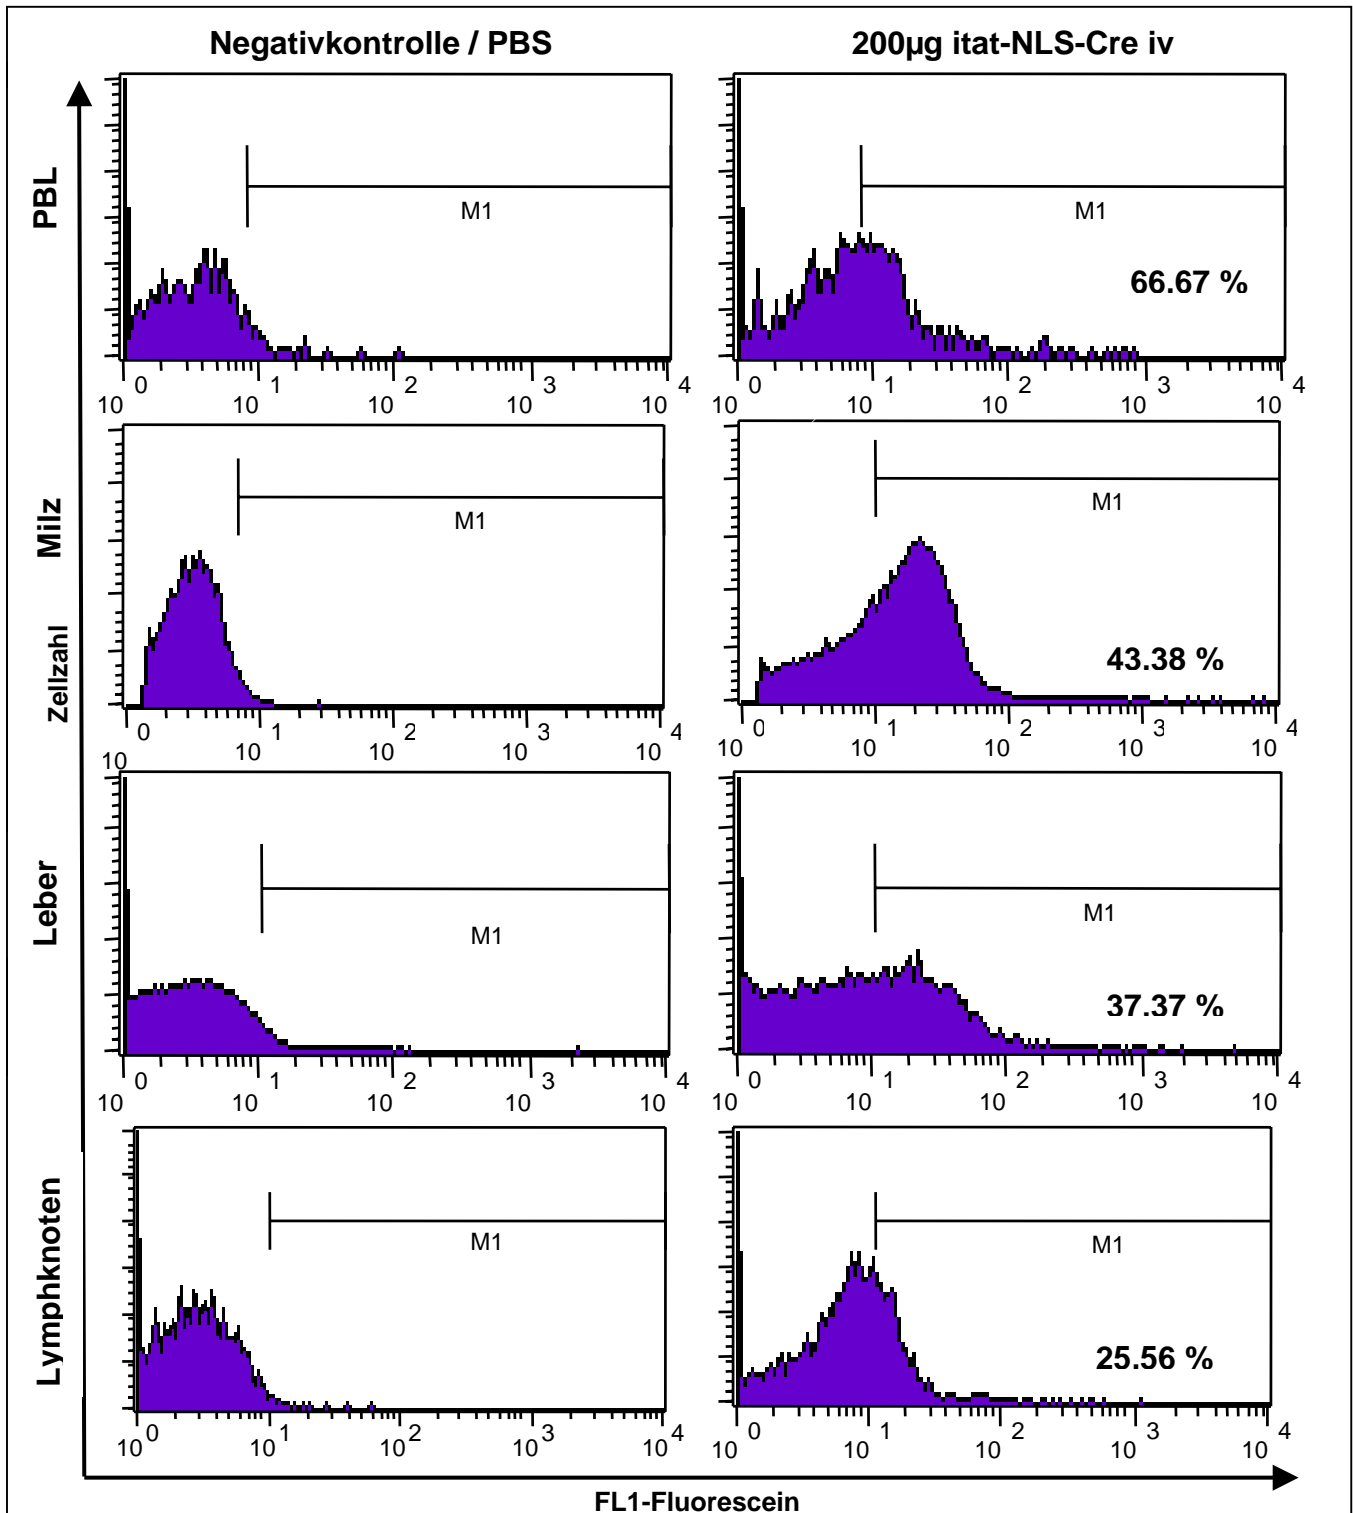 Negativkontrolle / PBS
200µg itat-NLS-Cre iv
PBL
M1
M1
66.67 %
10 0 10 1 10 2 10 3 10 4
10 0 10 1 10 2 10 3 10 4
Milz
M1
M1
43.38 %
10 0 10 1 10 2 10 3 10 4
10 0 10 1 10 2 10 3 10 4
Zellzahl
Leber
M1
M1
37.37 %
10 0 10 1 10 2 10 3 10 4
10 0 10 1 10 2 10 3 10 4
Lymphknoten
M1
M1
25.56 %
10 0 10 1 10 2 10 3 10 4
10 0 10 1 10 2 10 3 10 4
FL1-Fluorescein